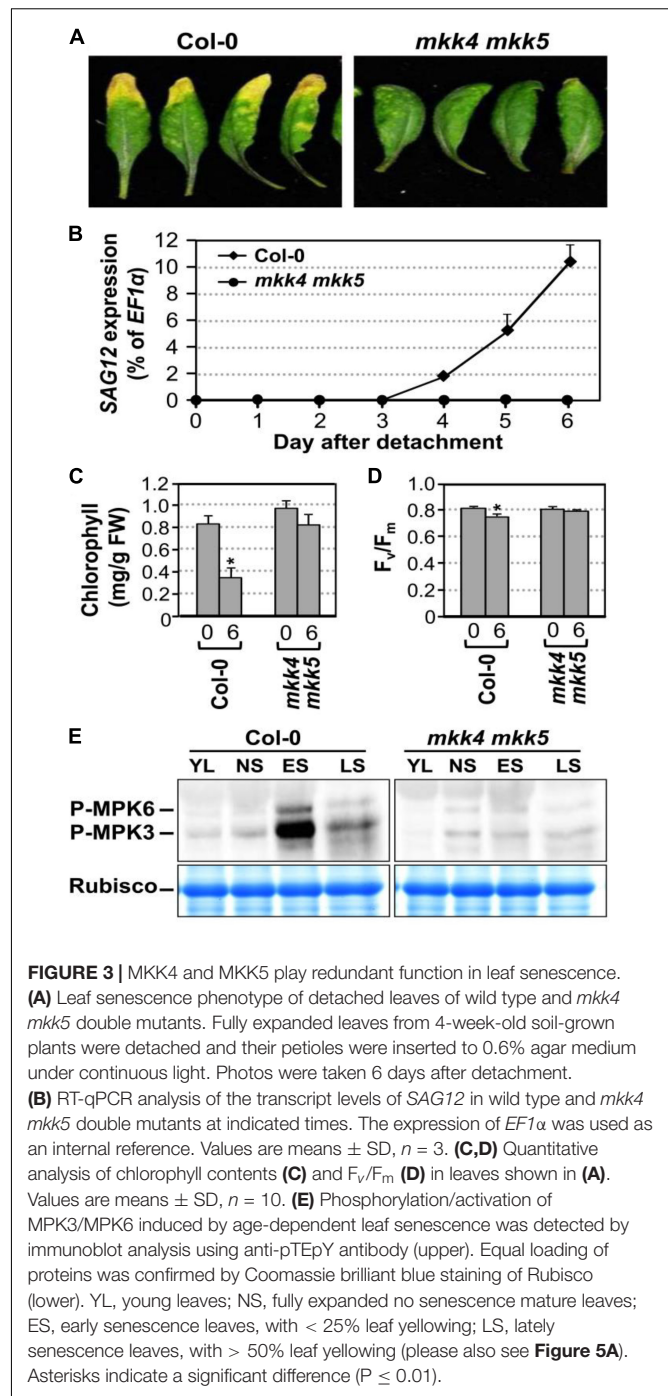 A
Col-0
mkk4 mkk5
B
SAG12 expression
(% of EF1α)
12
10
8
6
4
2
0
Col-0
mkk4 mkk5
0 1 2 3 4 5 6
Day after detachment
C
Chlorophyll
(mg/g FW)
1.2
1.0
0.8
0.6
0.4
0.2
0
*
0 6 0 6
Col-0
mkk4
mkk5
D
Fv/Fm
1.0
0.8
0.6
0.4
0.2
0
*
0 6 0 6
Col-0
mkk4
mkk5
E
Col-0
mkk4 mkk5
YL NS ES LS YL NS ES LS
P-MPK6
P-MPK3
Rubisco
FIGURE 3 | MKK4 and MKK5 play redundant function in leaf senescence.
(A) Leaf senescence phenotype of detached leaves of wild type and mkk4
mkk5 double mutants. Fully expanded leaves from 4-week-old soil-grown
plants were detached and their petioles were inserted to 0.6% agar medium
under continuous light. Photos were taken 6 days after detachment.
(B) RT-qPCR analysis of the transcript levels of SAG12 in wild type and mkk4
mkk5 double mutants at indicated times. The expression of EF1α was used as
an internal reference. Values are means ± SD, n = 3. (C,D) Quantitative
analysis of chlorophyll contents (C) and Fv/Fm (D) in leaves shown in (A).
Values are means ± SD, n = 10. (E) Phosphorylation/activation of
MPK3/MPK6 induced by age-dependent leaf senescence was detected by
immunoblot analysis using anti-pTEpY antibody (upper). Equal loading of
proteins was confirmed by Coomassie brilliant blue staining of Rubisco
(lower). YL, young leaves; NS, fully expanded no senescence mature leaves;
ES, early senescence leaves, with < 25% leaf yellowing; LS, lately
senescence leaves, with > 50% leaf yellowing (please also see Figure 5A).
Asterisks indicate a significant difference (P ≤ 0.01).